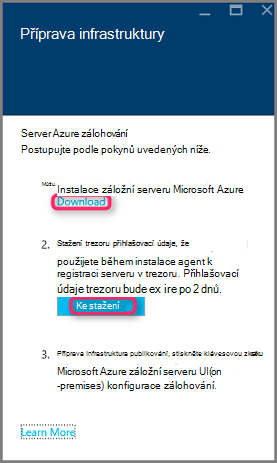 Příprava infrastruktury
Server Azure zálohování
Postupujte podle pokynů uvedených níže.
Můžu.
Instalace záložní serveru Microsoft Azure
Download
2. Stažení trezoru přihlašovací údaje, že
použijete během instalace agent k
registraci serveru v trezoru. Přihlašovací
údaje trezoru bude ex ire po 2 dnů.
Ke stažení
3. Příprava infrastruktura publikování, stiskněte klávesovou
Microsoft Azure záložní serveru UI(on
-premises) konfigurace zálohování.
Learn More